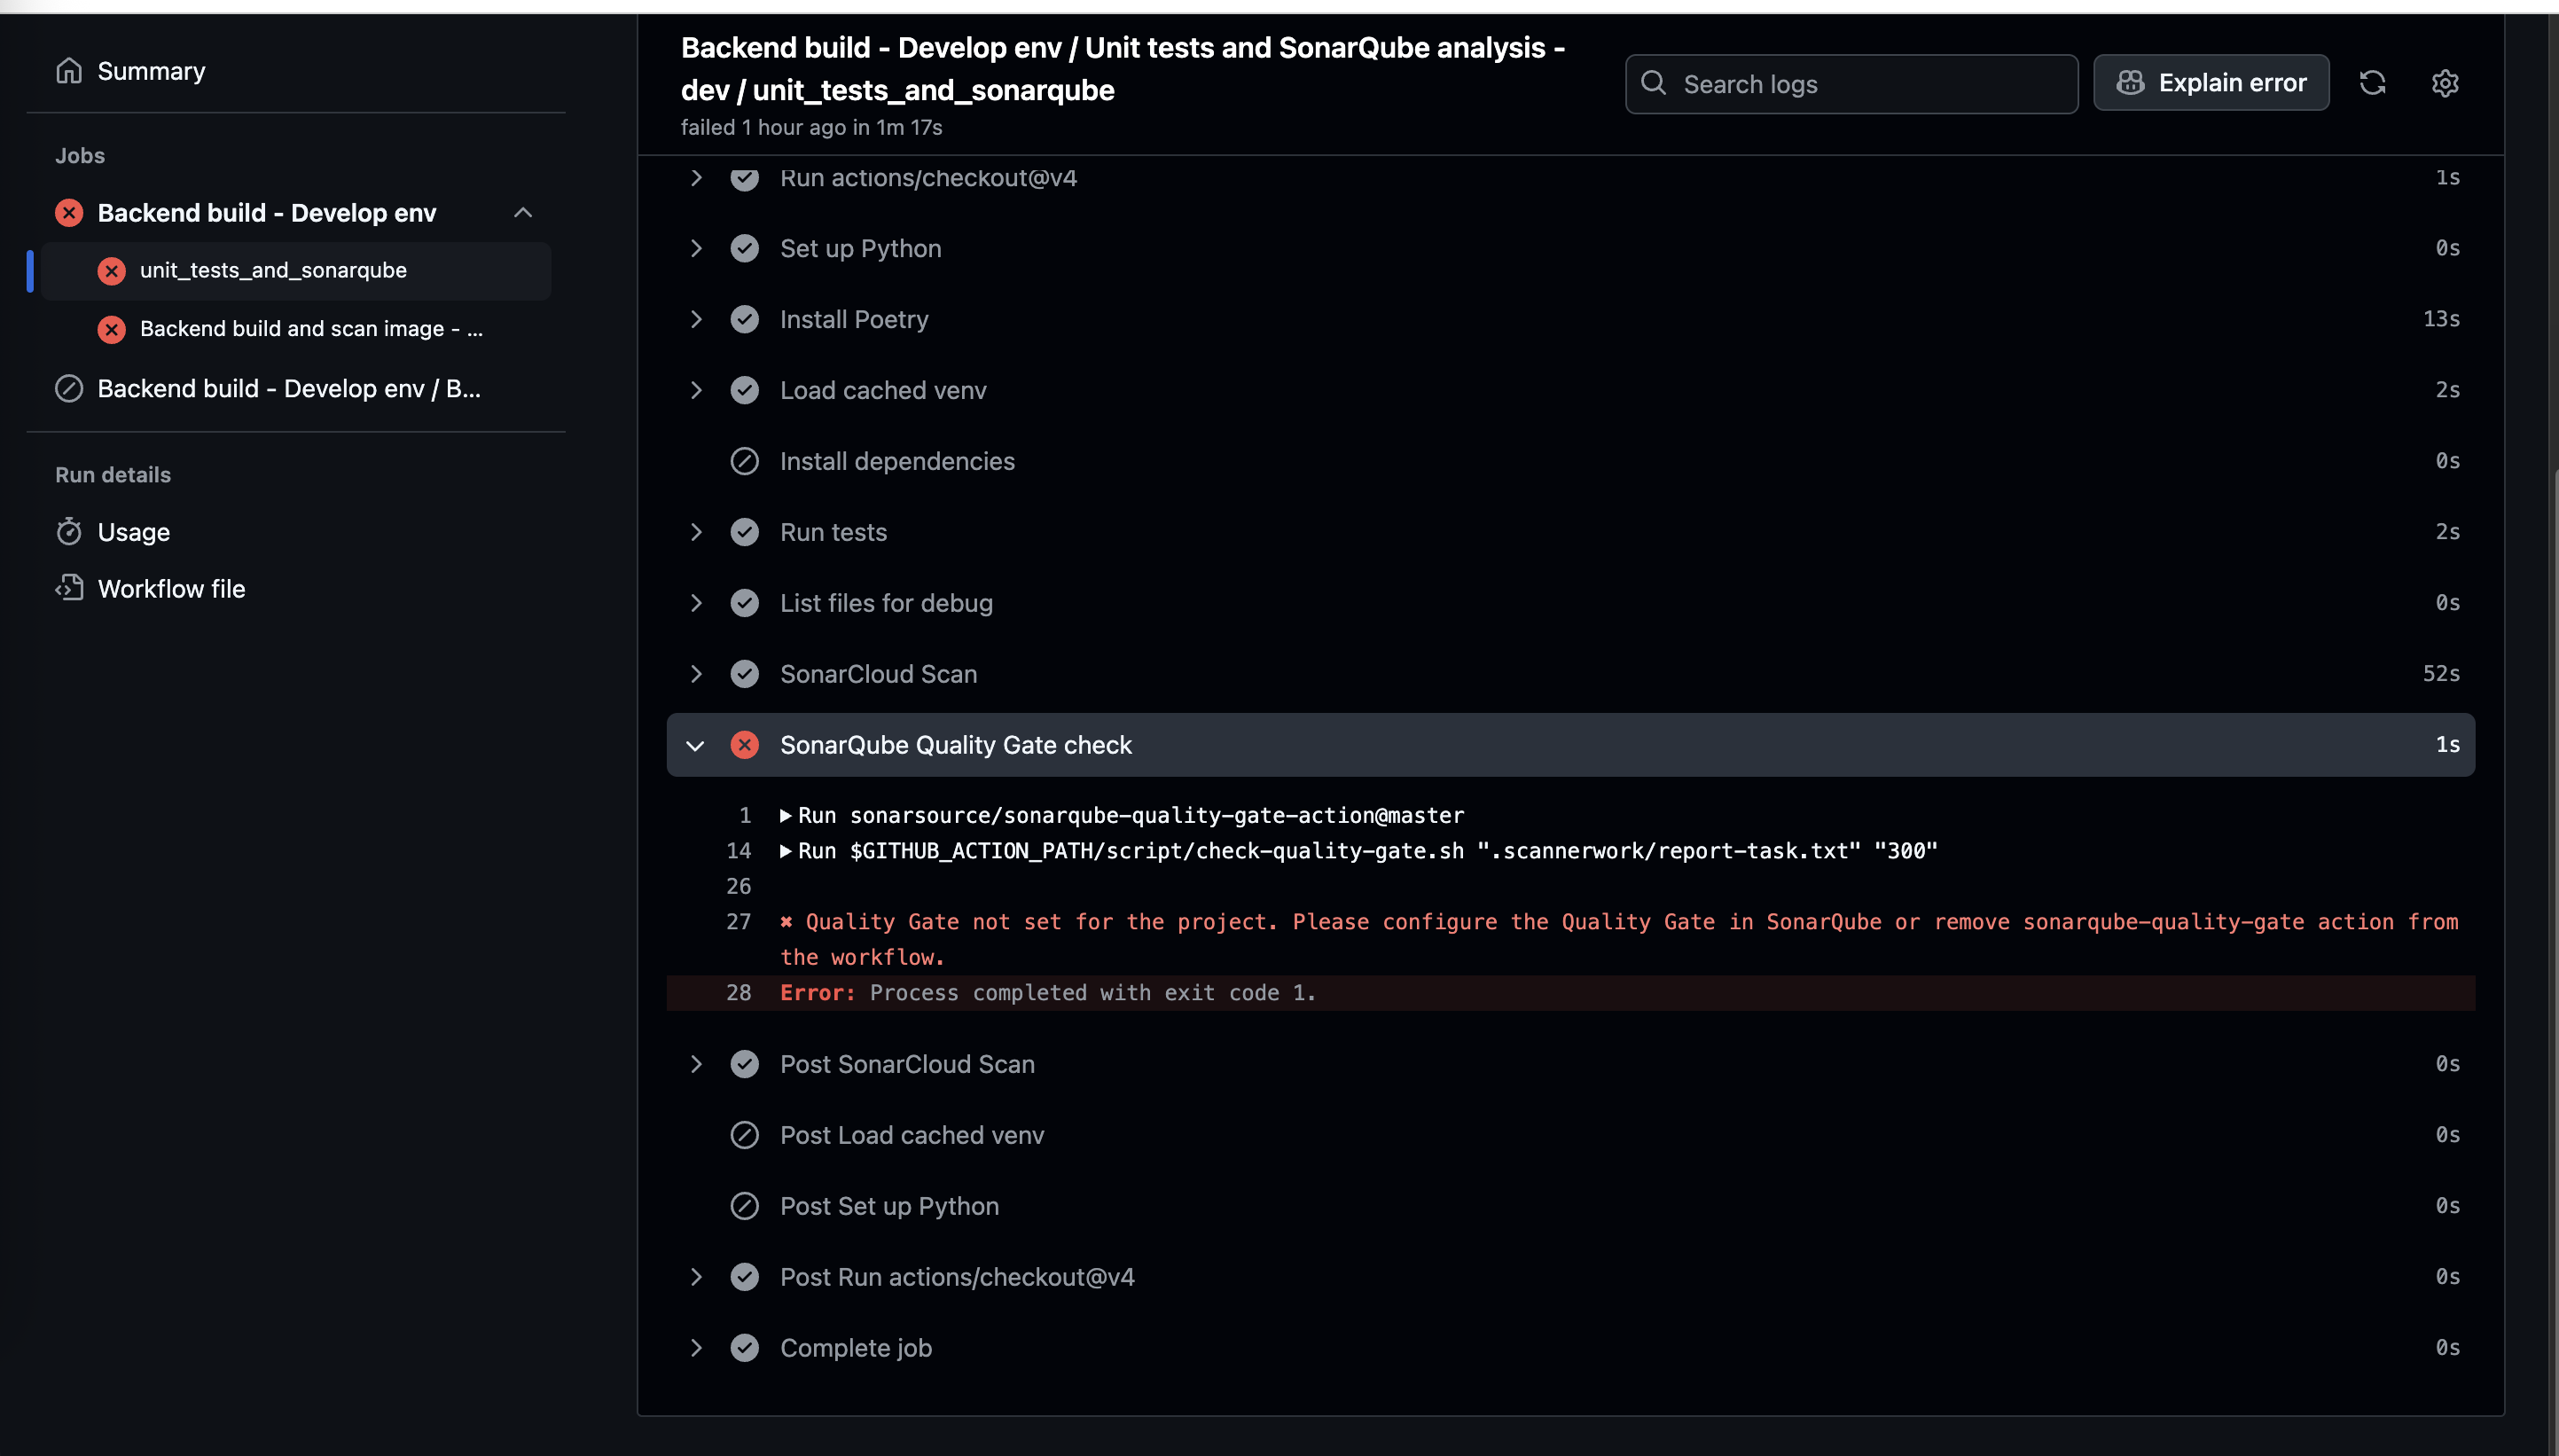 Summary
Jobs
Backend build - Develop env
unit_tests_and_sonarqube
Backend build and scan image - ...
Backend build - Develop env / B...
Run details
Usage
Workflow file
Backend build - Develop env / Unit tests and SonarQube analysis -
dev / unit_tests_and_sonarqube
failed 1 hour ago in 1m 17s
Search logs
Explain error
Run actions/checkout@v4 1s
Set up Python 0s
Install Poetry 13s
Load cached venv 2s
Install dependencies 0s
Run tests 2s
List files for debug 0s
SonarCloud Scan 52s
SonarQube Quality Gate check 1s
1 ▶Run sonarsource/sonarqube-quality-gate-action@master
14 ▶Run $GITHUB_ACTION_PATH/script/check-quality-gate.sh ".scannerwork/report-task.txt" "300"
26
27 ✖ Quality Gate not set for the project. Please configure the Quality Gate in SonarQube or remove sonarqube-quality-gate action from
the workflow.
28 Error: Process completed with exit code 1.
Post SonarCloud Scan 0s
Post Load cached venv 0s
Post Set up Python 0s
Post Run actions/checkout@v4 0s
Complete job 0s